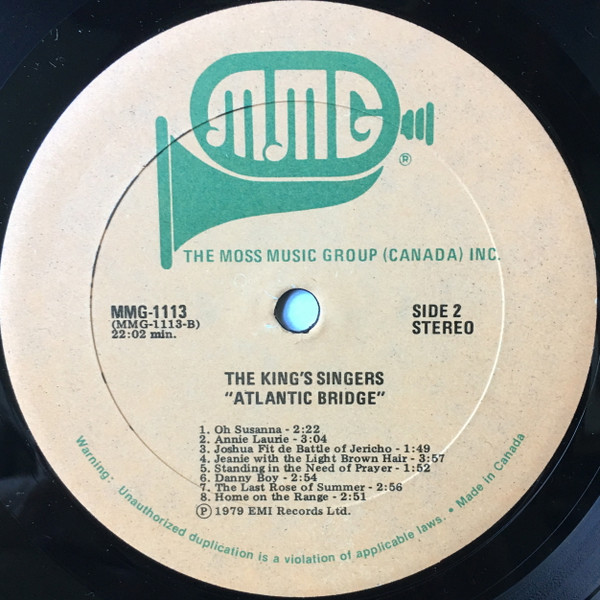 MMG
®
THE MOSS MUSIC GROUP (CANADA) INC.
MMG-1113
(MMG-1113-B)
22:02 min.
SIDE 2
STEREO
THE KING'S SINGERS
"ATLANTIC BRIDGE"
1. Oh Susanna - 2:22
2. Annie Laurie - 3:04
3. Joshua Fit de Battle of Jericho - 1:49
4. Jeanie with the Light Brown Hair - 3:57
5. Standing in the Need of Prayer - 1:52
6. Danny Boy - 2:54
7. The Last Rose of Summer - 2:56
8. Home on the Range - 2:51
℗ 1979 EMI Records Ltd.
Warning: Unauthorized duplication is a violation of applicable laws. • Made in Canada